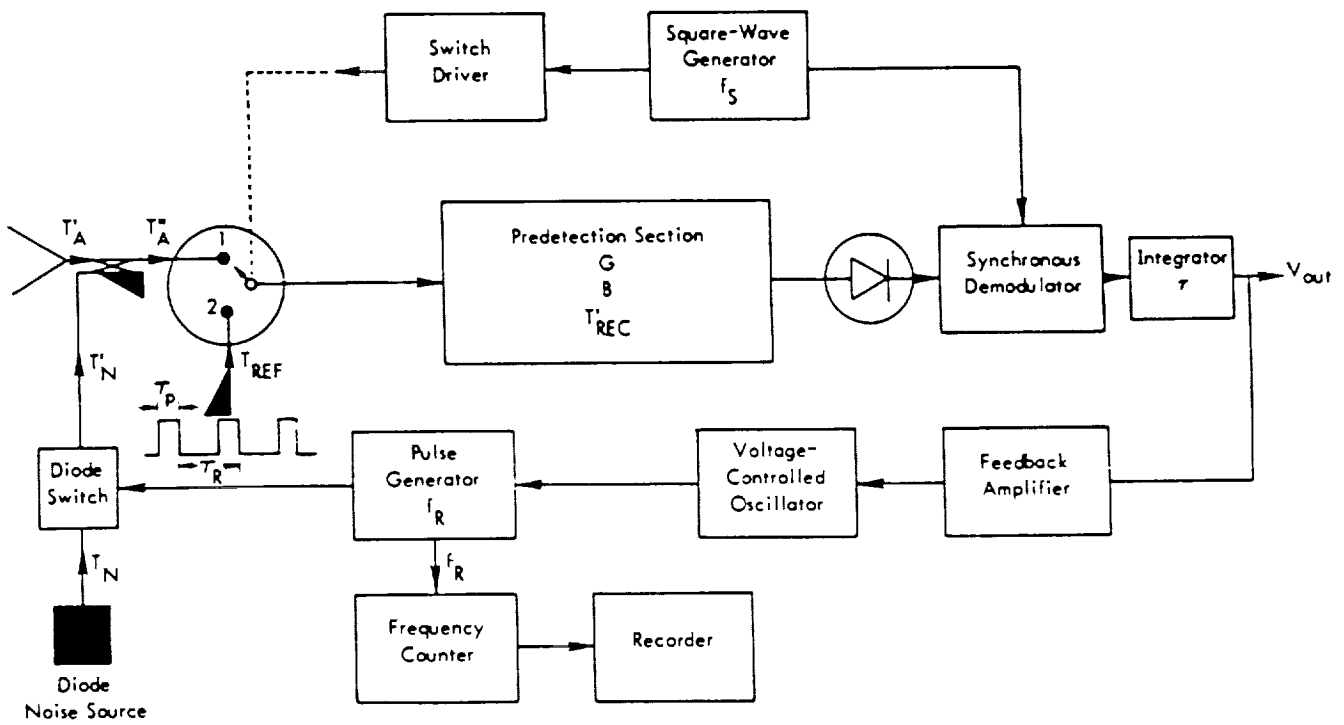 Switch
Driver
Square-Wave
Generator
f_S
T'_A
T"_A
1
2
Predetection Section
G
B
T'_REC
Synchronous
Demodulator
Integrator
τ
V_out
T'_N
T_REF
τ_p
τ_R
Diode
Switch
Pulse
Generator
f_R
Voltage-
Controlled
Oscillator
Feedback
Amplifier
T_N
f_R
Frequency
Counter
Recorder
Diode
Noise Source